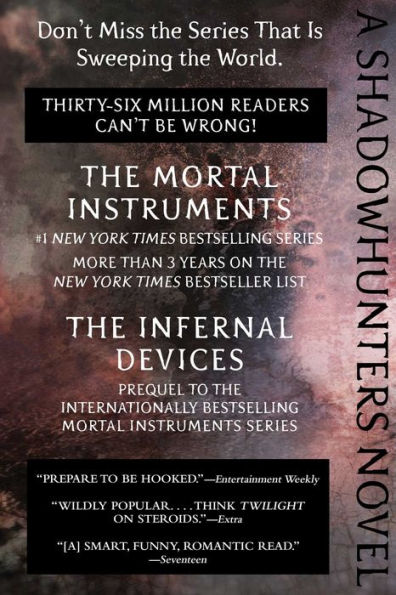 Don't Miss the Series That Is
Sweeping the World.
THIRTY-SIX MILLION READERS
CAN'T BE WRONG!
THE MORTAL
INSTRUMENTS
#1 NEW YORK TIMES BESTSELLING SERIES
MORE THAN 3 YEARS ON THE
NEW YORK TIMES BESTSELLER LIST
THE INFERNAL
DEVICES
PREQUEL TO THE
INTERNATIONALLY BESTSELLING
MORTAL INSTRUMENTS SERIES
"PREPARE TO BE HOOKED."—Entertainment Weekly
"WILDLY POPULAR. . . . THINK TWILIGHT
ON STEROIDS."—Extra
"[A] SMART, FUNNY, ROMANTIC READ."
—Seventeen
A SHADOWHUNTERS NOVEL